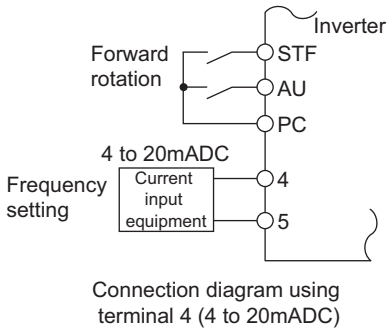 Inverter
Forward
rotation
STF
AU
PC
4 to 20mADC
Frequency
setting
Current
input
equipment
4
5
Connection diagram using
terminal 4 (4 to 20mADC)